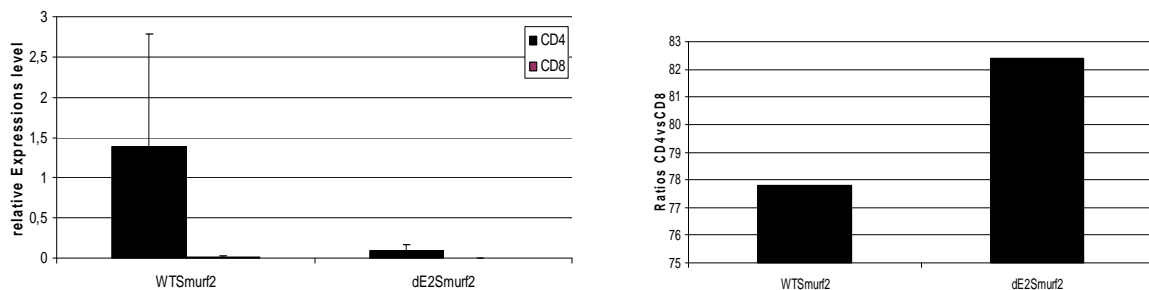 relative Expressions level
3
2,5
2
1,5
1
0,5
0
CD4
CD8
WTSmurf2
dE2Smurf2
Ratios CD4vsCD8
83
82
81
80
79
78
77
76
75
WTSmurf2
dE2Smurf2